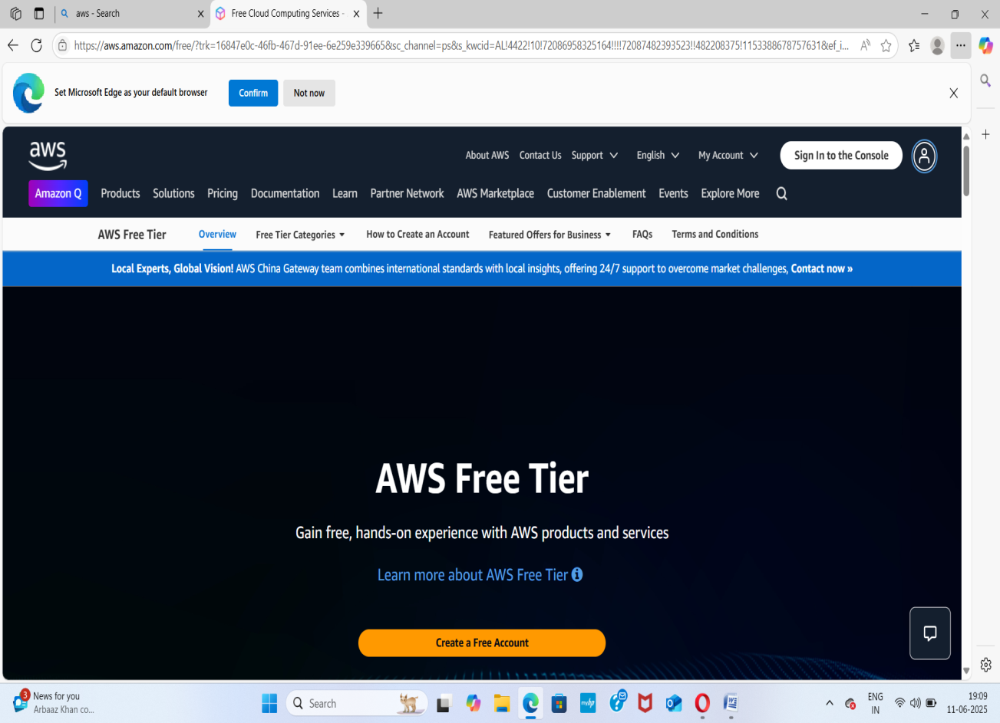 aws - Search
Free Cloud Computing Services -
https://aws.amazon.com/free/?trk=16847e0c-46fb-467d-91ee-6e259e339665&sc_channel=ps&s_kwcid=AL!4422!10!72086958325164!!!!72087482393523!!482208375!1153388678757631&ef_i...
Set Microsoft Edge as your default browser
Confirm
Not now
aws
About AWS Contact Us Support English My Account Sign In to the Console
Amazon Q Products Solutions Pricing Documentation Learn Partner Network AWS Marketplace Customer Enablement Events Explore More
AWS Free Tier Overview Free Tier Categories How to Create an Account Featured Offers for Business FAQs Terms and Conditions
Local Experts, Global Vision! AWS China Gateway team combines international standards with local insights, offering 24/7 support to overcome market challenges, Contact now »
AWS Free Tier
Gain free, hands-on experience with AWS products and services
Learn more about AWS Free Tier
Create a Free Account
3
News for you
Arbaaz Khan co...
Search
myhp
ENG
IN
19:09
11-06-2025